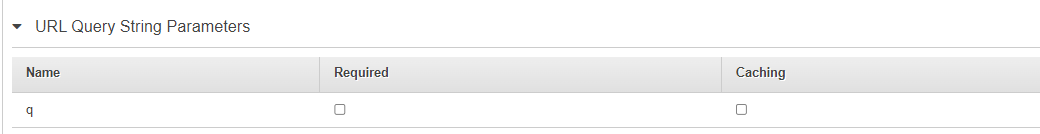 URL Query String Parameters
Name Required Caching
q